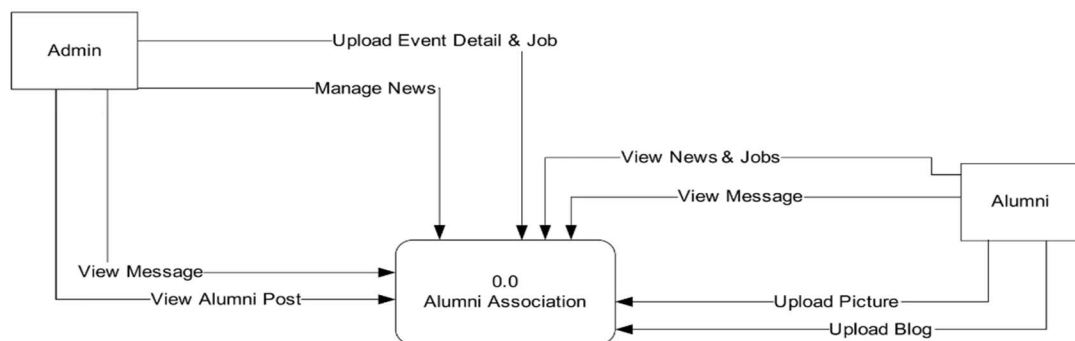 Admin
Upload Event Detail & Job
Manage News
View News & Jobs
View Message
Alumni
View Message
0.0
Alumni Association
View Alumni Post
Upload Picture
Upload Blog